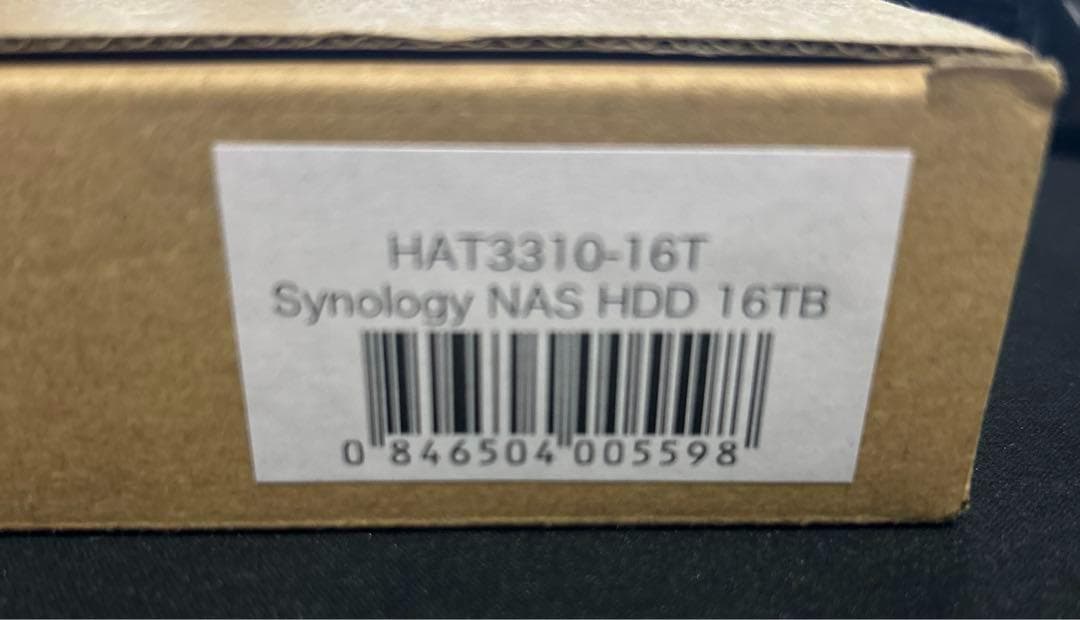 HAT3310-16T
Synology NAS HDD 16TB
0 846504 005598